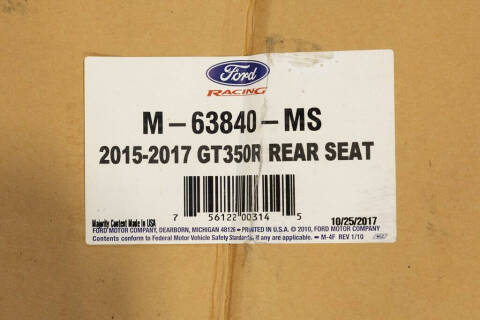 Ford
RACING
M-63840-MS
2015-2017 GT350R REAR SEAT
7 56122 00314 5
Majority Content Made In USA 10/25/2017
FORD MOTOR COMPANY, DEARBORN, MICHIGAN 48126 - PRINTED IN U.S.A. © 2010, FORD MOTOR COMPANY
Contents conform to Federal Motor Vehicle Safety Standards, if any are applicable. - M-4F REV 1/10